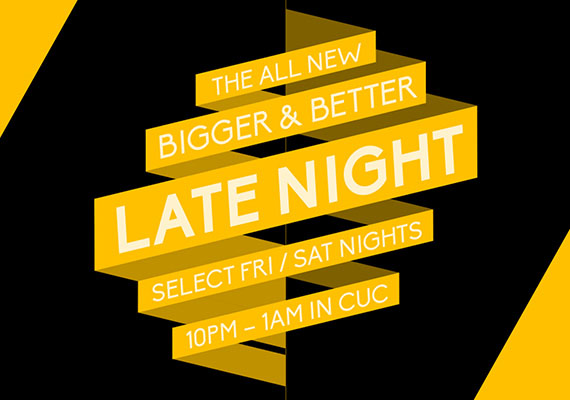 THE ALL NEW
BIGGER & BETTER
LATE NIGHT
SELECT FRI / SAT NIGHTS
10PM – 1AM IN CUC